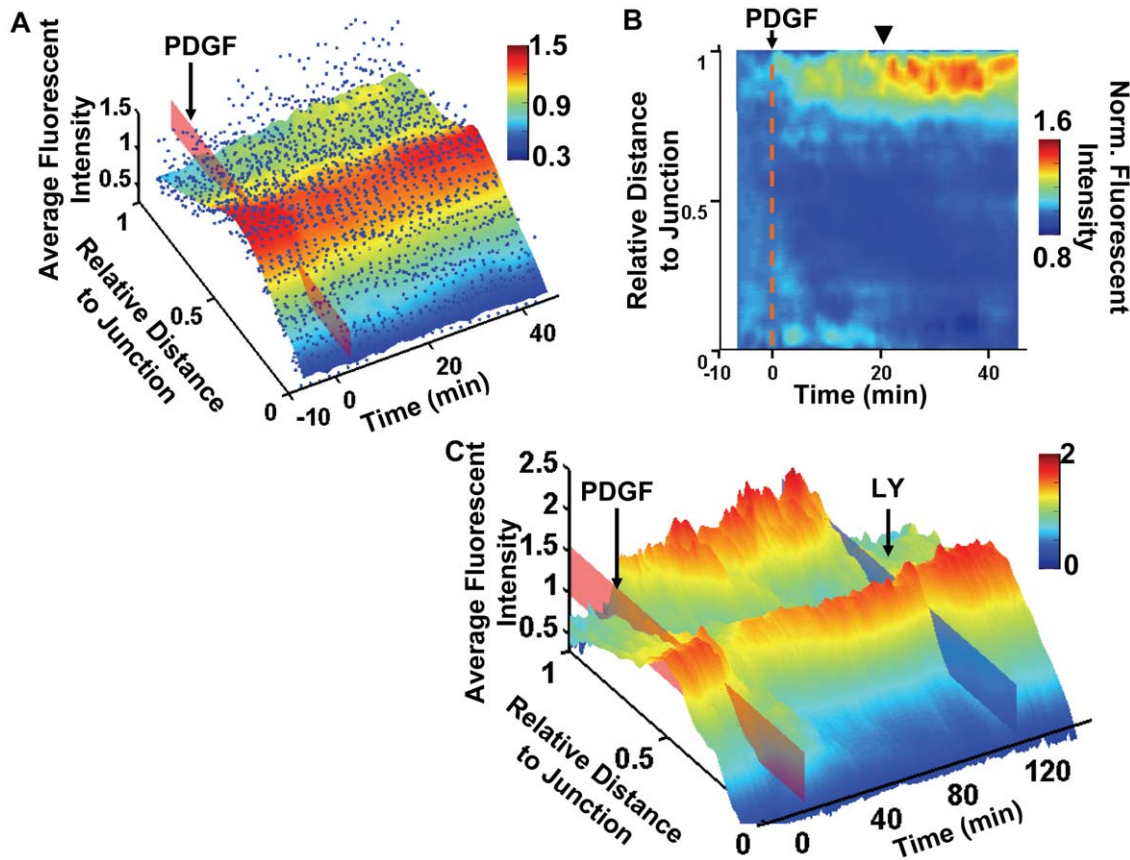 A
PDGF
Average Fluorescent
Intensity
1.5
1
0.5
1
Relative Distance
to Junction
0.5
0
-10
0
20
40
Time (min)
1.5
0.9
0.3
B
PDGF
Relative Distance
to Junction
1
0.5
0
-10
0
20
40
Time (min)
1.6
0.8
Norm. Fluorescent
Intensity
C
PDGF
LY
Average Fluorescent
Intensity
2.5
2
1.5
1
0.5
1
Relative Distance
to Junction
0.5
0
0
40
80
120
Time (min)
2
0